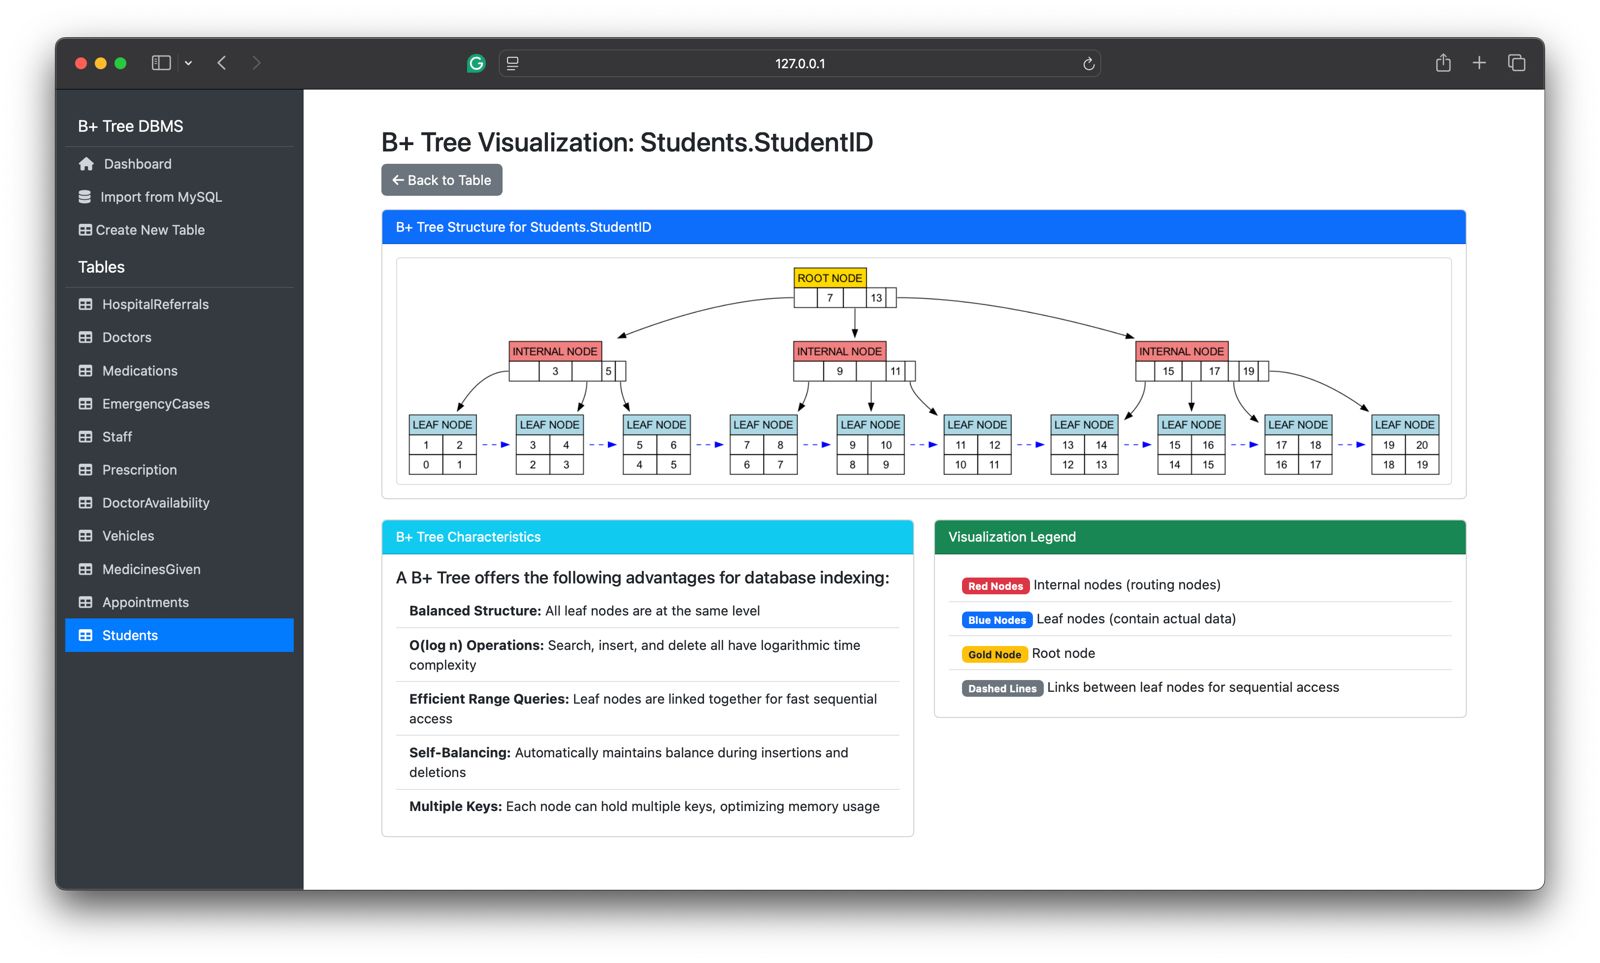 127.0.0.1
B+ Tree DBMS
Dashboard
Import from MySQL
Create New Table
Tables
HospitalReferrals
Doctors
Medications
EmergencyCases
Staff
Prescription
DoctorAvailability
Vehicles
MedicinesGiven
Appointments
Students
B+ Tree Visualization: Students.StudentID
Back to Table
B+ Tree Structure for Students.StudentID
ROOT NODE
7 13
INTERNAL NODE INTERNAL NODE INTERNAL NODE
3 5 9 11 15 17 19
LEAF NODE LEAF NODE LEAF NODE LEAF NODE LEAF NODE LEAF NODE LEAF NODE LEAF NODE LEAF NODE LEAF NODE
1 2 3 4 5 6 7 8 9 10 11 12 13 14 15 16 17 18 19 20
0 1 2 3 4 5 6 7 8 9 10 11 12 13 14 15 16 17 18 19
B+ Tree Characteristics
A B+ Tree offers the following advantages for database indexing:
Balanced Structure: All leaf nodes are at the same level
O(log n) Operations: Search, insert, and delete all have logarithmic time
complexity
Efficient Range Queries: Leaf nodes are linked together for fast sequential
access
Self-Balancing: Automatically maintains balance during insertions and
deletions
Multiple Keys: Each node can hold multiple keys, optimizing memory usage
Visualization Legend
Red Nodes Internal nodes (routing nodes)
Blue Nodes Leaf nodes (contain actual data)
Gold Node Root node
Dashed Lines Links between leaf nodes for sequential access